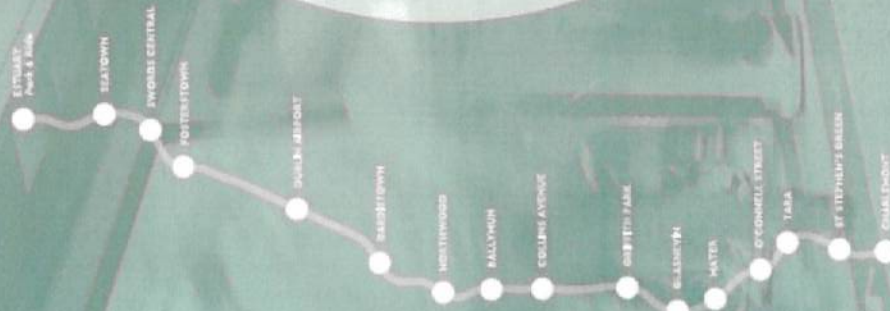 ESTUARY
Park & Ride
SEATOWN
SWORDS CENTRAL
FOSTERSTOWN
DUBLIN AIRPORT
DARDISTOWN
NORTHWOOD
BALLYMUN
COLLINS AVENUE
GRIFFITH PARK
GLASNEVIN
MATER
O'CONNELL STREET
TARA
ST STEPHEN'S GREEN
CHARLEMONT